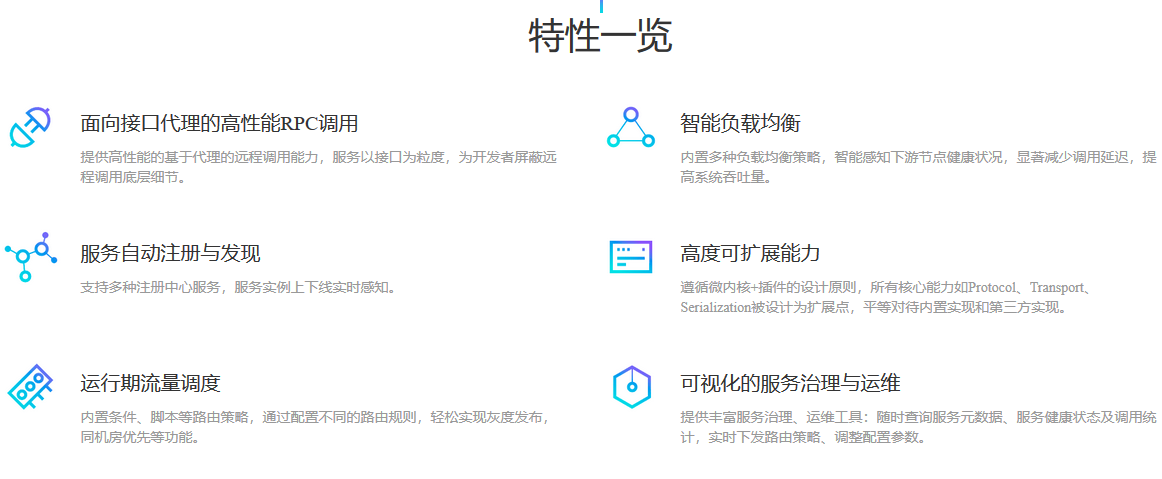 特性一览
面向接口代理的高性能RPC调用
提供高性能的基于代理的远程调用能力，服务以接口为粒度，为开发者屏蔽远
程调用底层细节。
智能负载均衡
内置多种负载均衡策略，智能感知下游节点健康状况，显著减少调用延迟，提
高系统吞吐量。
服务自动注册与发现
支持多种注册中心服务，服务实例上下线实时感知。
高度可扩展能力
遵循微内核+插件的设计原则，所有核心能力如Protocol、Transport、
Serialization被设计为扩展点，平等对待内置实现和第三方实现。
运行期流量调度
内置条件、脚本等路由策略，通过配置不同的路由规则，轻松实现灰度发布，
同机房优先等功能。
可视化的服务治理与运维
提供丰富服务治理、运维工具：随时查询服务元数据、服务健康状态及调用统
计，实时下发路由策略、调整配置参数。